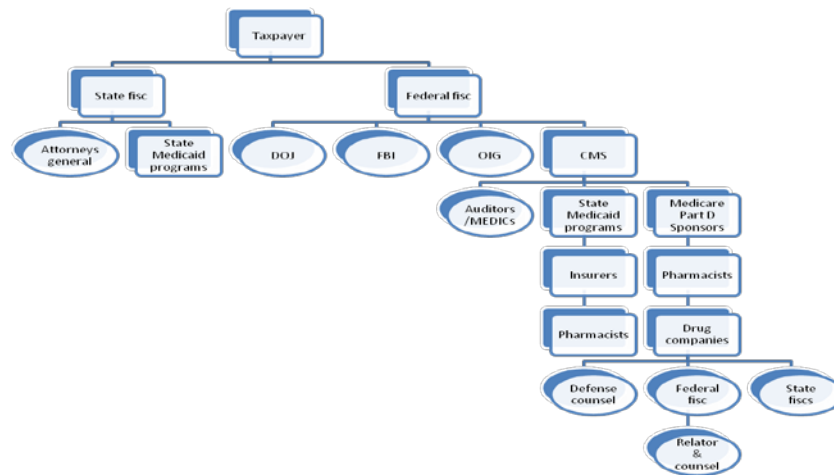 Taxpayer
State fisc
Federal fisc
Attorneys
general
State
Medicaid
programs
DOJ
FBI
OIG
CMS
Auditors
/MEDICs
State
Medicaid
programs
Medicare
Part D
Sponsors
Insurers
Pharmacists
Pharmacists
Drug
companies
Defense
counsel
Federal
fisc
State
fiscs
Relator
&
counsel